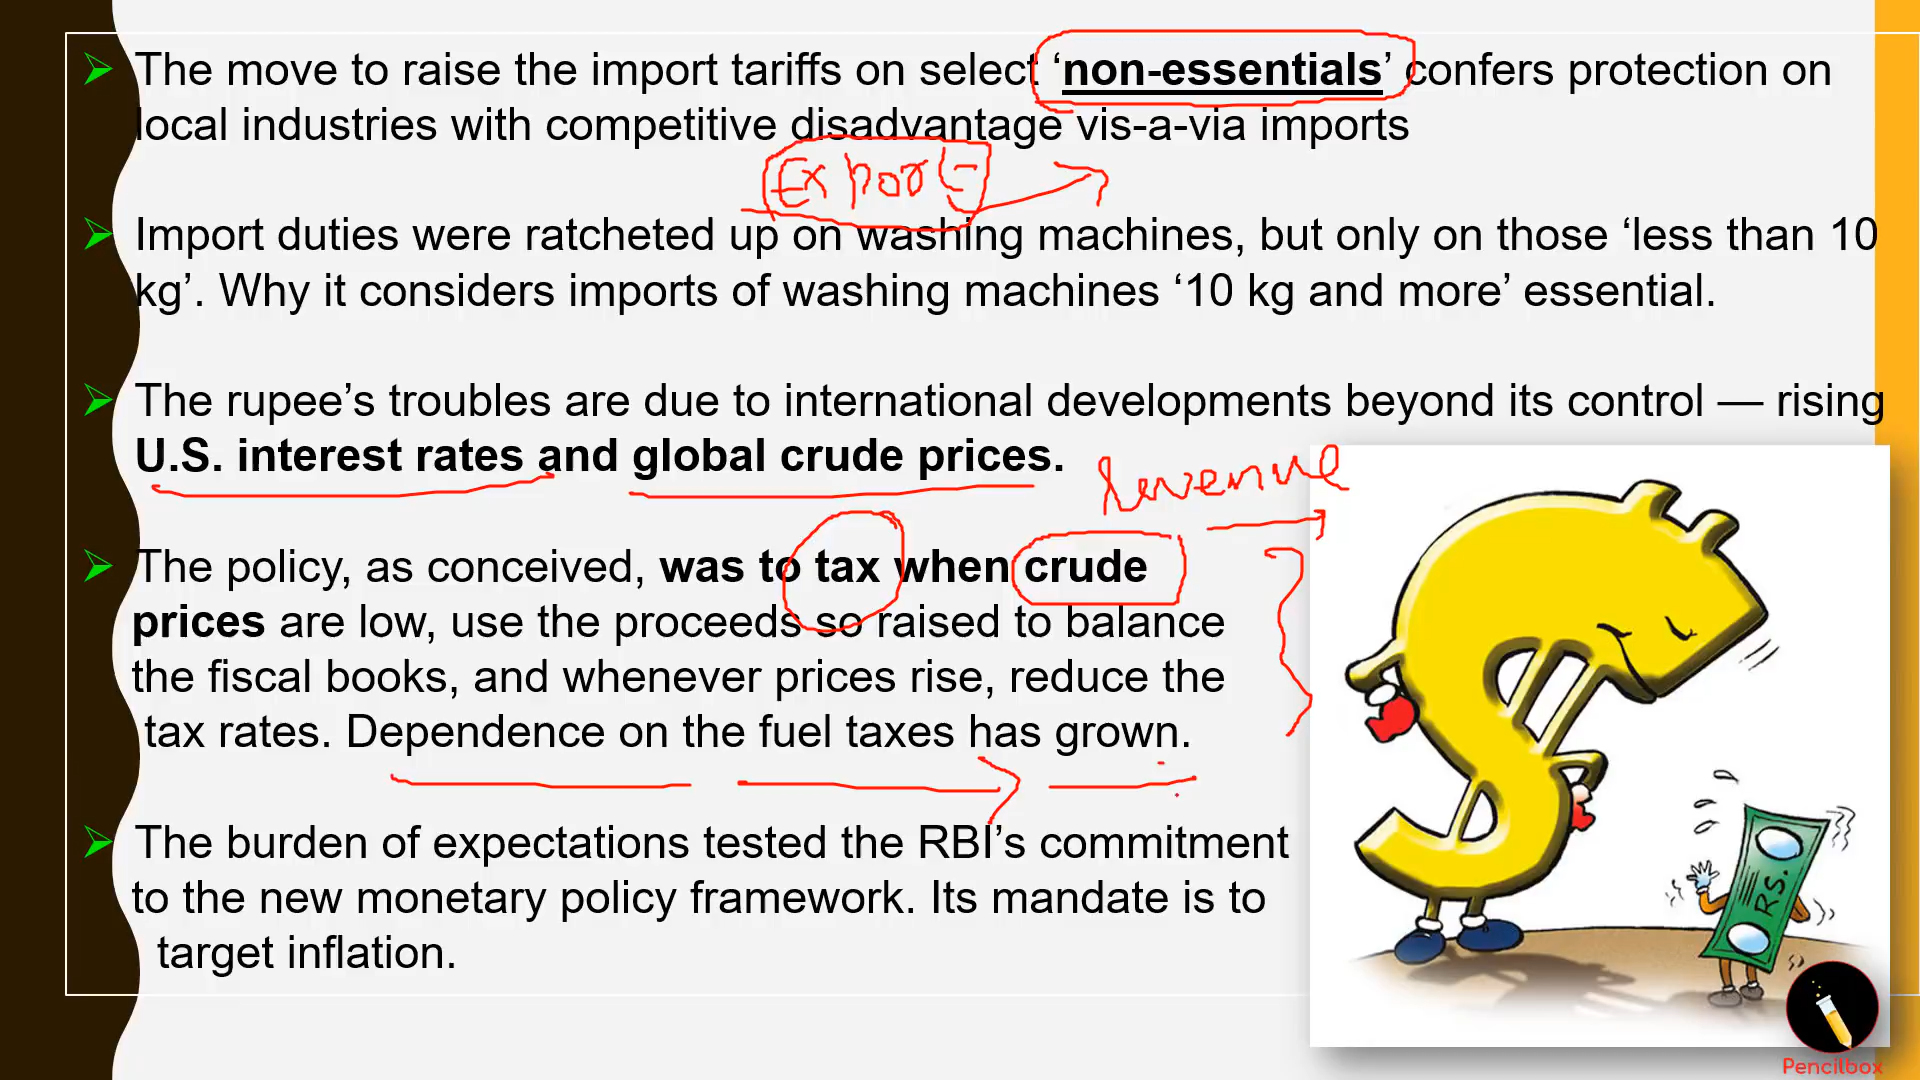 The move to raise the import tariffs on select ‘non-essentials’ confers protection on
local industries with competitive disadvantage vis-a-via imports
Export
Import duties were ratcheted up on washing machines, but only on those ‘less than 10
kg’. Why it considers imports of washing machines ‘10 kg and more’ essential.
The rupee’s troubles are due to international developments beyond its control — rising
U.S. interest rates and global crude prices.
Revenue
The policy, as conceived, was to tax when crude
prices are low, use the proceeds so raised to balance
the fiscal books, and whenever prices rise, reduce the
tax rates. Dependence on the fuel taxes has grown.
The burden of expectations tested the RBI’s commitment
to the new monetary policy framework. Its mandate is to
target inflation.
RS.
Pencilbox